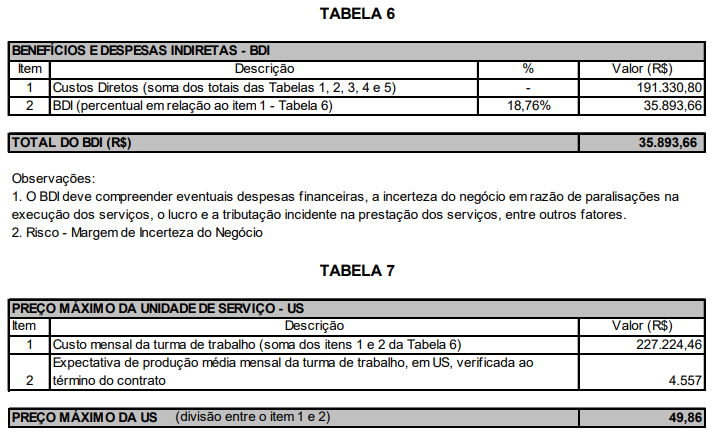 TABELA 6
BENEFÍCIOS E DESPESAS INDIRETAS - BDI
Item Descrição % Valor (R$)
1 Custos Diretos (soma dos totais das Tabelas 1, 2, 3, 4 e 5) - 191.330,80
2 BDI (percentual em relação ao item 1 - Tabela 6) 18,76% 35.893,66
TOTAL DO BDI (R$) 35.893,66
Observações:
1. O BDI deve compreender eventuais despesas financeiras, a incerteza do negócio em razão de paralisações na
execução dos serviços, o lucro e a tributação incidente na prestação dos serviços, entre outros fatores.
2. Risco - Margem de Incerteza do Negócio
TABELA 7
PREÇO MÁXIMO DA UNIDADE DE SERVIÇO - US
Item Descrição Valor (R$)
1 Custo mensal da turma de trabalho (soma dos itens 1 e 2 da Tabela 6) 227.224,46
Expectativa de produção média mensal da turma de trabalho, em US, verificada ao
2 término do contrato 4.557
PREÇO MÁXIMO DA US (divisão entre o item 1 e 2) 49,86